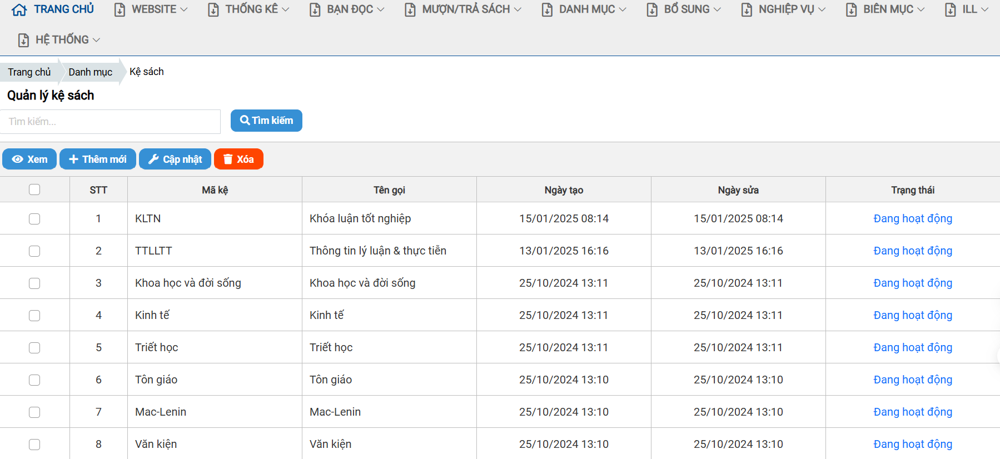 TRANG CHỦ WEBSITE THỐNG KÊ BẠN ĐỌC MƯỢN/TRẢ SÁCH DANH MỤC BỔ SUNG NGHIỆP VỤ BIÊN MỤC ILL
HỆ THỐNG
Trang chủ Danh mục Kệ sách
Quản lý kệ sách
Tìm kiếm... Tìm kiếm
Xem Thêm mới Cập nhật Xóa
STT Mã kệ Tên gọi Ngày tạo Ngày sửa Trạng thái
1 KLTN Khóa luận tốt nghiệp 15/01/2025 08:14 15/01/2025 08:14 Đang hoạt động
2 TTLLTT Thông tin lý luận & thực tiễn 13/01/2025 16:16 13/01/2025 16:16 Đang hoạt động
3 Khoa học và đời sống Khoa học và đời sống 25/10/2024 13:11 25/10/2024 13:11 Đang hoạt động
4 Kinh tế Kinh tế 25/10/2024 13:11 25/10/2024 13:11 Đang hoạt động
5 Triết học Triết học 25/10/2024 13:11 25/10/2024 13:11 Đang hoạt động
6 Tôn giáo Tôn giáo 25/10/2024 13:10 25/10/2024 13:10 Đang hoạt động
7 Mac-Lenin Mac-Lenin 25/10/2024 13:10 25/10/2024 13:10 Đang hoạt động
8 Văn kiện Văn kiện 25/10/2024 13:10 25/10/2024 13:10 Đang hoạt động